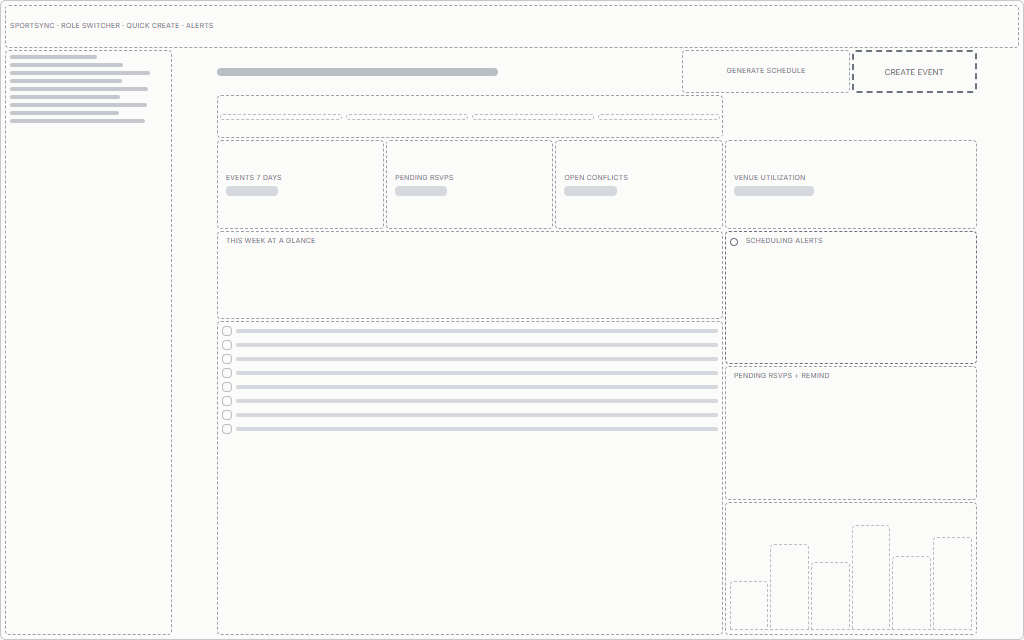 SPORTSYNC · ROLE SWITCHER · QUICK CREATE · ALERTS
GENERATE SCHEDULE
CREATE EVENT
EVENTS 7 DAYS
PENDING RSVPS
OPEN CONFLICTS
VENUE UTILIZATION
THIS WEEK AT A GLANCE
SCHEDULING ALERTS
PENDING RSVPS + REMIND